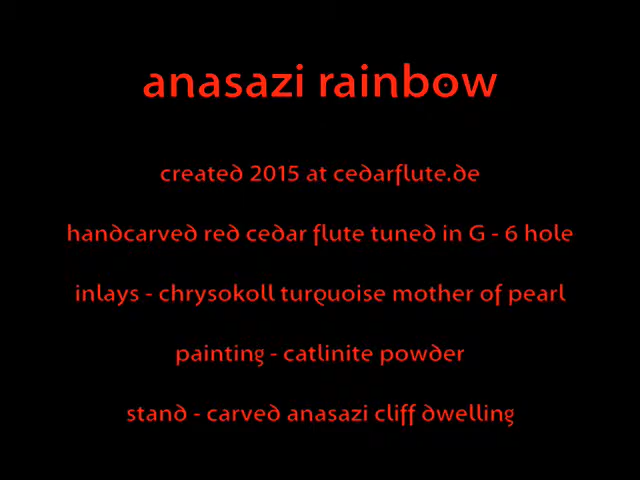 anasazi rainbow
created 2015 at cedarflute.de
handcarved red cedar flute tuned in G - 6 hole
inlays - chrysokoll turquoise mother of pearl
painting - catlinite powder
stand - carved anasazi cliff dwelling